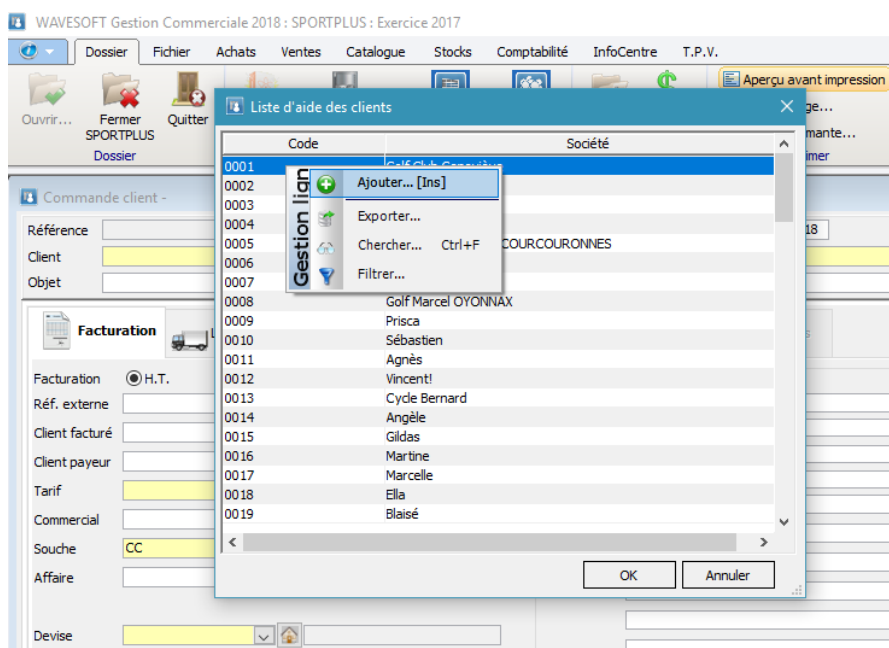 WAVESOFT Gestion Commerciale 2018 : SPORTPLUS : Exercice 2017
Dossier Fichier Achats Ventes Catalogue Stocks Comptabilité InfoCentre T.P.V.
Aperçu avant impression
Ouvrir... Fermer SPORTPLUS Quitter
Dossier
Liste d'aide des clients
Code Société
0001 Golf Club Geneviève
0002
0003
0004
0005 COURCOURONNES
0006
0007
0008 Golf Marcel OYONNAX
0009 Prisca
0010 Sébastien
0011 Agnès
0012 Vincent!
0013 Cycle Bernard
0014 Angèle
0015 Gildas
0016 Martine
0017 Marcelle
0018 Ella
0019 Blaisé
OK Annuler
Gestion lign
Ajouter... [Ins]
Exporter...
Chercher... Ctrl+F
Filtrer...
Commande client -
Référence
18
Client
Objet
Facturation
Facturation H.T.
Réf. externe
Client facturé
Client payeur
Tarif
Commercial
Souche CC
Affaire
Devise